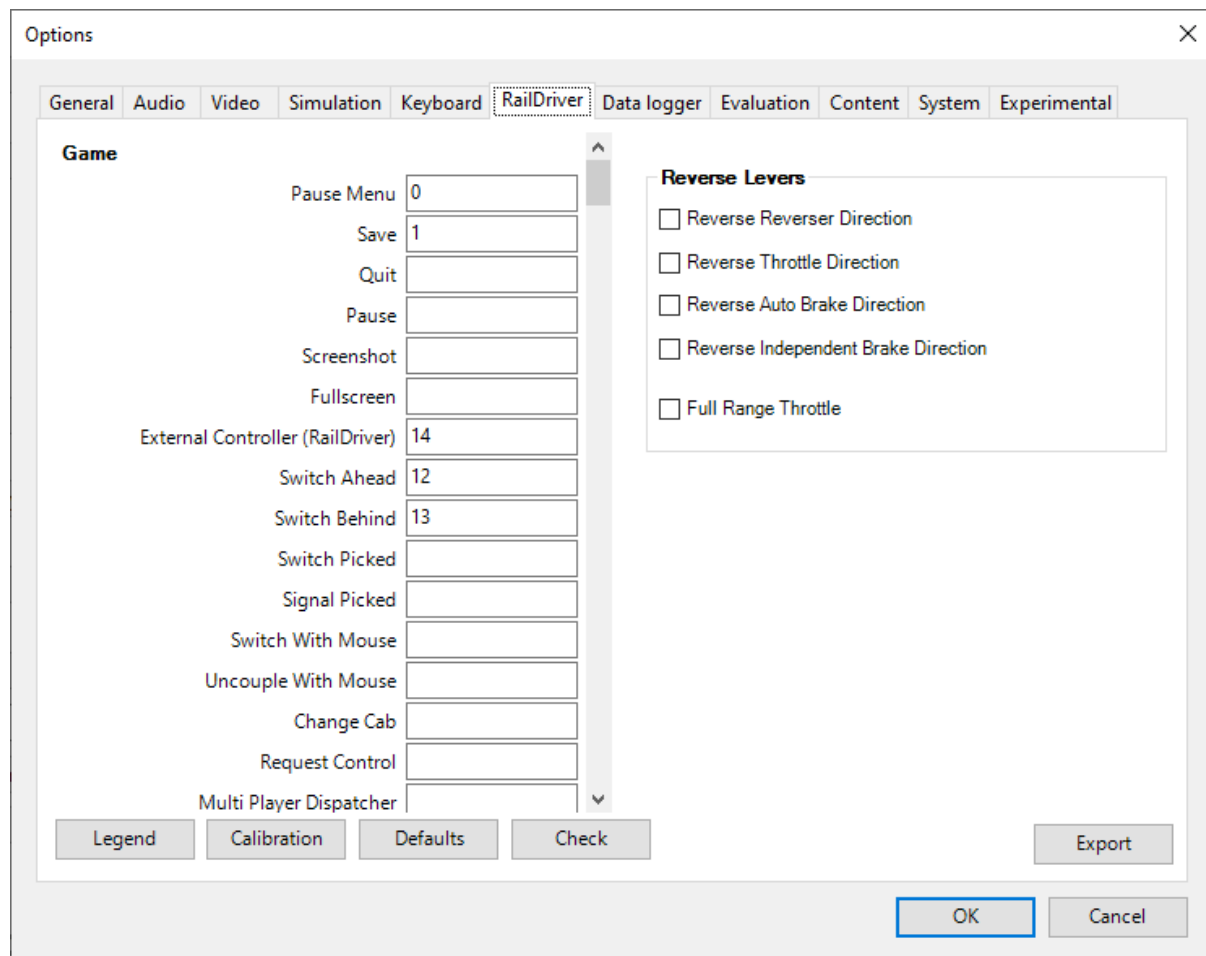 Options
General Audio Video Simulation Keyboard RailDriver Data logger Evaluation Content System Experimental
Game
Pause Menu 0
Save 1
Quit
Pause
Screenshot
Fullscreen
External Controller (RailDriver) 14
Switch Ahead 12
Switch Behind 13
Switch Picked
Signal Picked
Switch With Mouse
Uncouple With Mouse
Change Cab
Request Control
Multi Player Dispatcher
Reverse Levers
Reverse Reverser Direction
Reverse Throttle Direction
Reverse Auto Brake Direction
Reverse Independent Brake Direction
Full Range Throttle
Legend Calibration Defaults Check Export
OK Cancel